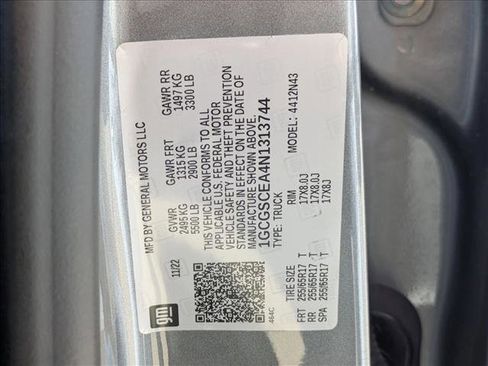 MFD BY GENERAL MOTORS LLC
11/22
GVWR
2495 KG
5500 LB
GAWR FRT
1315 KG
2900 LB
GAWR RR
1497 KG
3300 LB
THIS VEHICLE CONFORMS TO ALL
APPLICABLE U.S. FEDERAL MOTOR
VEHICLE SAFETY AND THEFT PREVENTION
STANDARDS IN EFFECT ON THE DATE OF
MANUFACTURE SHOWN ABOVE.
1GCGSCEA4N1313744
TYPE: TRUCK
MODEL: 4412N43
gm
464C
TIRE SIZE RIM
FRT 255/65R17 T 17X8.0J
RR 255/65R17 T 17X8.0J
SPA 255/65R17 T 17X8J